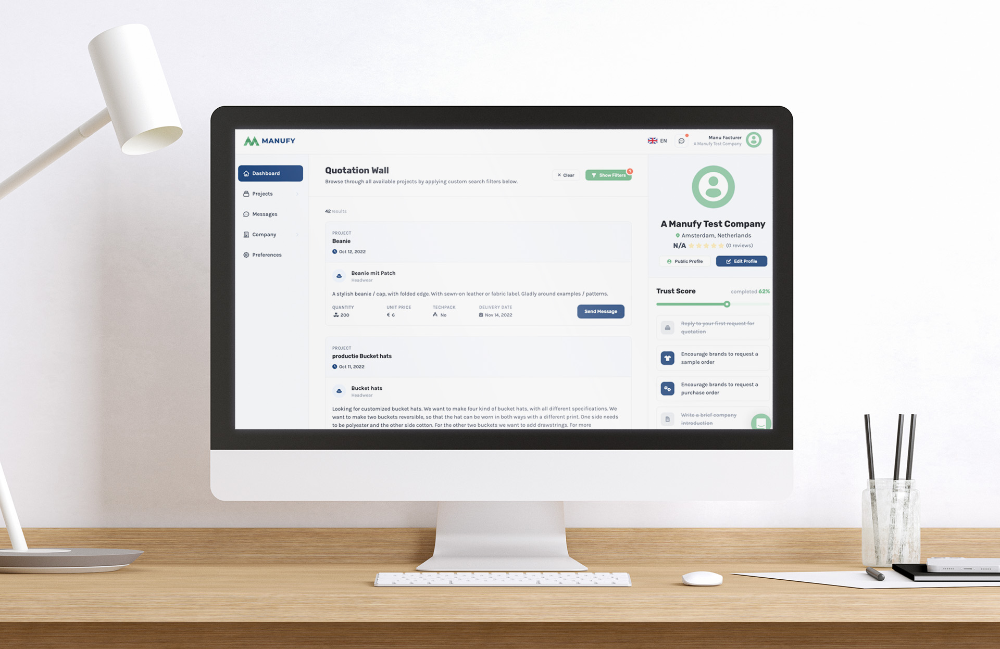 MANUFY
EN
Manu Facturer
A Manufy Test Company
Dashboard
Projects
Messages
Company
Preferences
Quotation Wall
Browse through all available projects by applying custom search filters below.
Clear
Show Filters
1
42 results
PROJECT
Beanie
Oct 12, 2022
Beanie mit Patch
Headwear
A stylish beanie / cap, with folded edge. With sewn-on leather or fabric label. Gladly around examples / patterns.
QUANTITY
200
UNIT PRICE
€ 6
TECHPACK
No
DELIVERY DATE
Nov 14, 2022
Send Message
PROJECT
productie Bucket hats
Oct 11, 2022
Bucket hats
Headwear
Looking for customized bucket hats. We want to make four kind of bucket hats, with all different specifications. We
want to make two buckets reversible, so that the hat can be worn in both ways with a different print. One side needs
to be polyester and the other side cotton. For the other two buckets we want to add drawstrings. For more
A Manufy Test Company
Amsterdam, Netherlands
N/A (0 reviews)
Public Profile
Edit Profile
Trust Score
completed 62%
Reply to your first request for
quotation
Encourage brands to request a
sample order
Encourage brands to request a
purchase order
Write a brief company
introduction